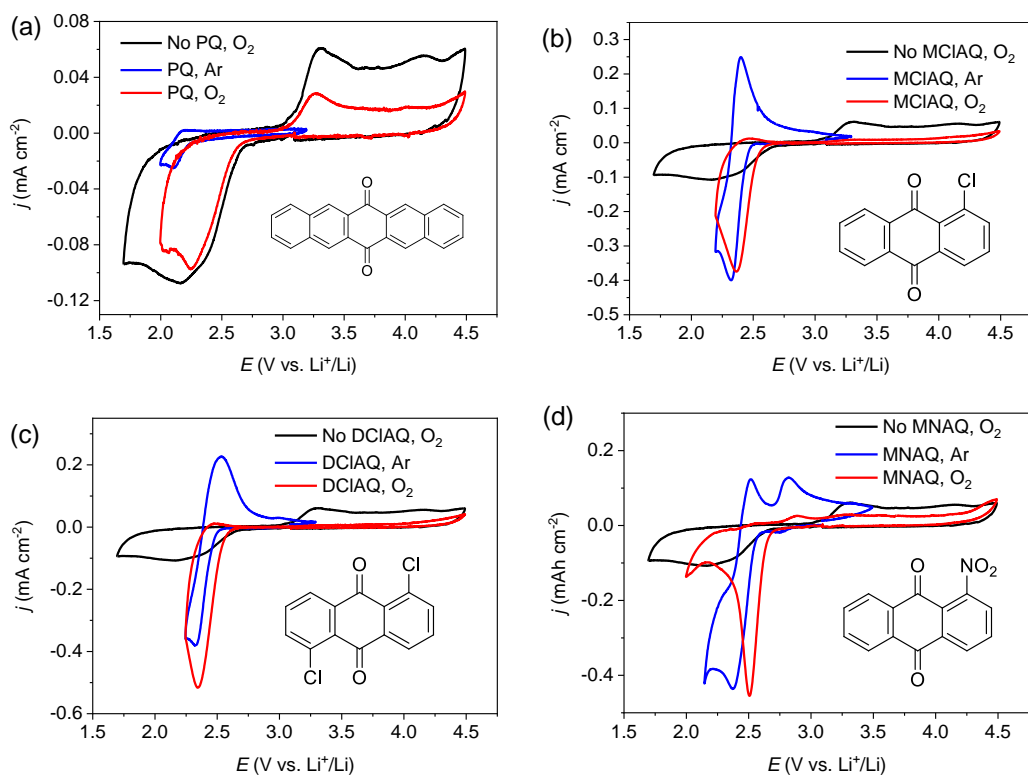 (a)
No PQ, O₂
PQ, Ar
PQ, O₂
j (mA cm⁻²)
0.08
0.04
0.00
-0.04
-0.08
-0.12
O
O
1.5 2.0 2.5 3.0 3.5 4.0 4.5
E (V vs. Li⁺/Li)
(b)
No MClAQ, O₂
MClAQ, Ar
MClAQ, O₂
j (mA cm⁻²)
0.3
0.2
0.1
0.0
-0.1
-0.2
-0.3
-0.4
-0.5
O Cl
O
1.5 2.0 2.5 3.0 3.5 4.0 4.5
E (V vs. Li⁺/Li)
(c)
No DClAQ, O₂
DClAQ, Ar
DClAQ, O₂
j (mA cm⁻²)
0.2
0.0
-0.2
-0.4
-0.6
O Cl
Cl O
1.5 2.0 2.5 3.0 3.5 4.0 4.5
E (V vs. Li⁺/Li)
(d)
No MNAQ, O₂
MNAQ, Ar
MNAQ, O₂
j (mAh cm⁻²)
0.2
0.0
-0.2
-0.4
O NO₂
O
1.5 2.0 2.5 3.0 3.5 4.0 4.5
E (V vs. Li⁺/Li)